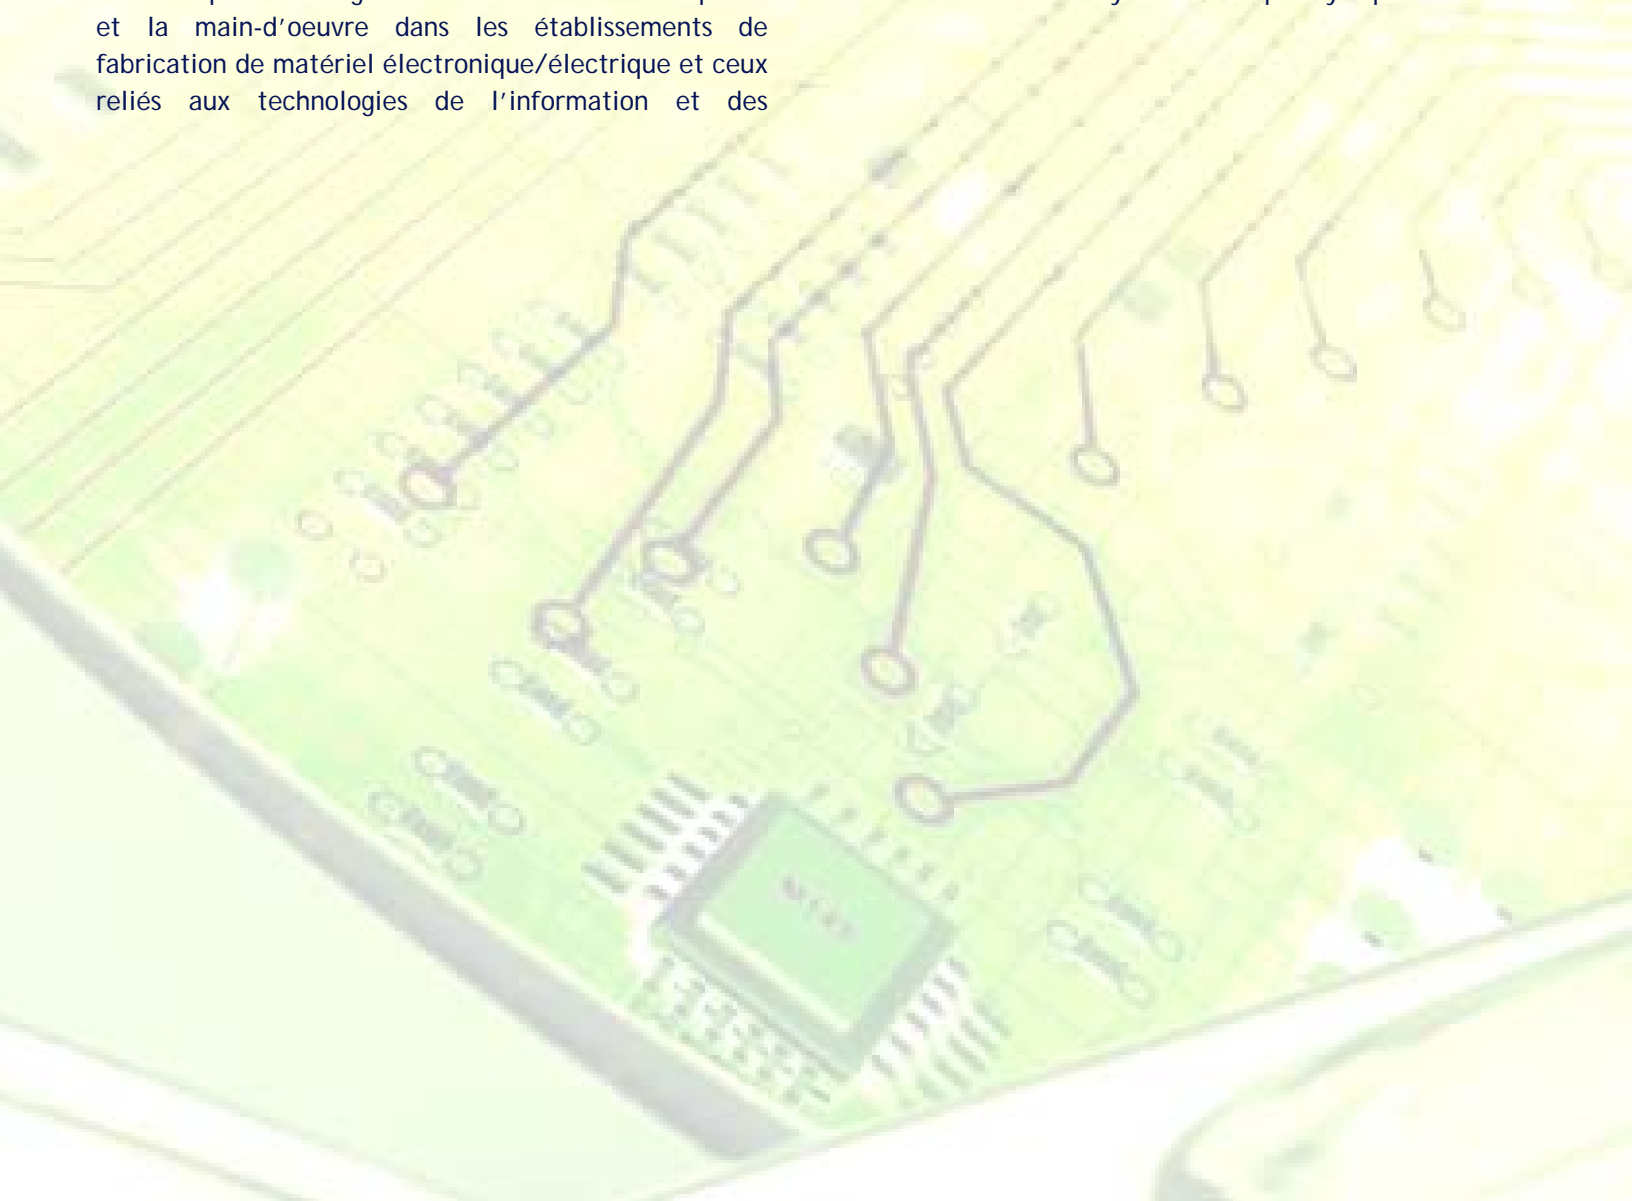 et la main-d'oeuvre dans les établissements de
fabrication de matériel électronique/électrique et ceux
reliés aux technologies de l'information et des